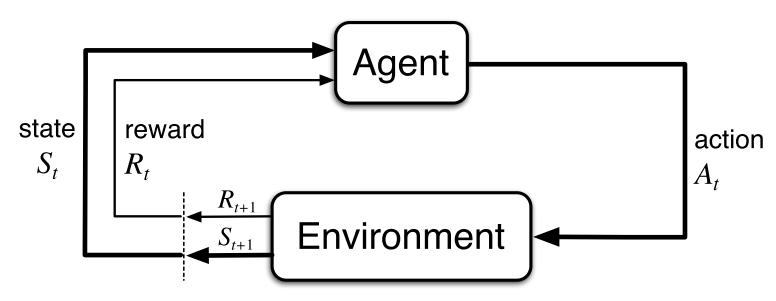 Agent
state
S_t
reward
R_t
action
A_t
R_{t+1}
S_{t+1}
Environment